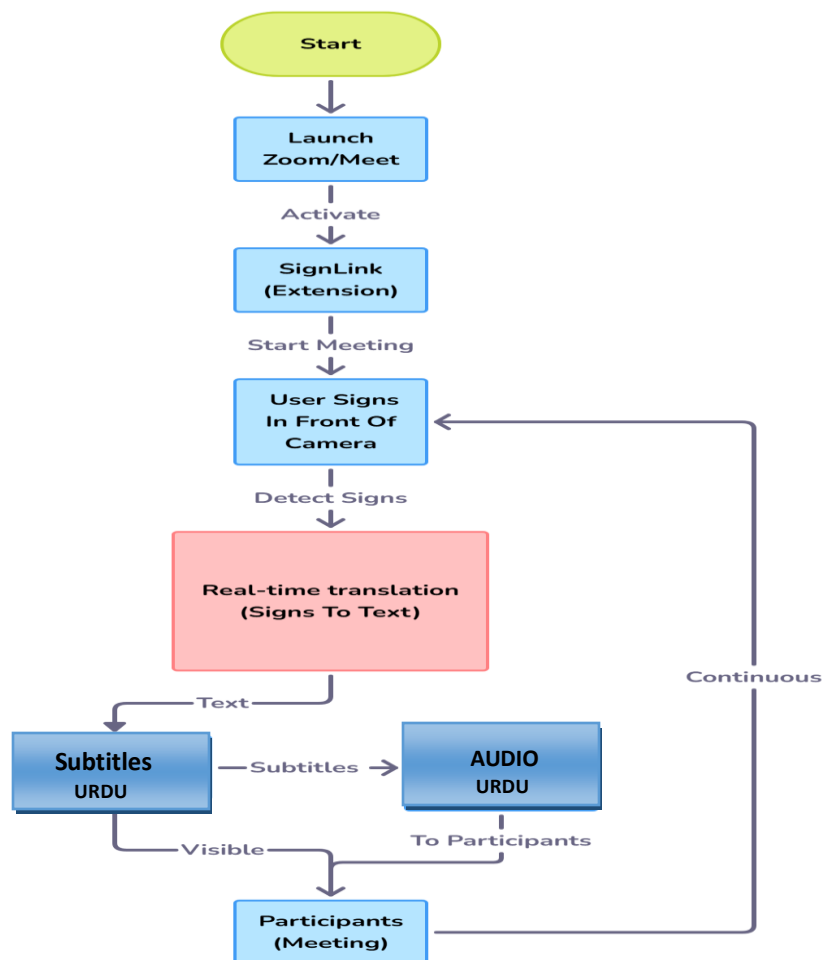 Start
Launch
Zoom/Meet
Activate
SignLink
(Extension)
Start Meeting
User Signs
In Front Of
Camera
Detect Signs
Real-time translation
(Signs To Text)
Continuous
Text
Subtitles
URDU
Subtitles
AUDIO
URDU
To Participants
Visible
Participants
(Meeting)